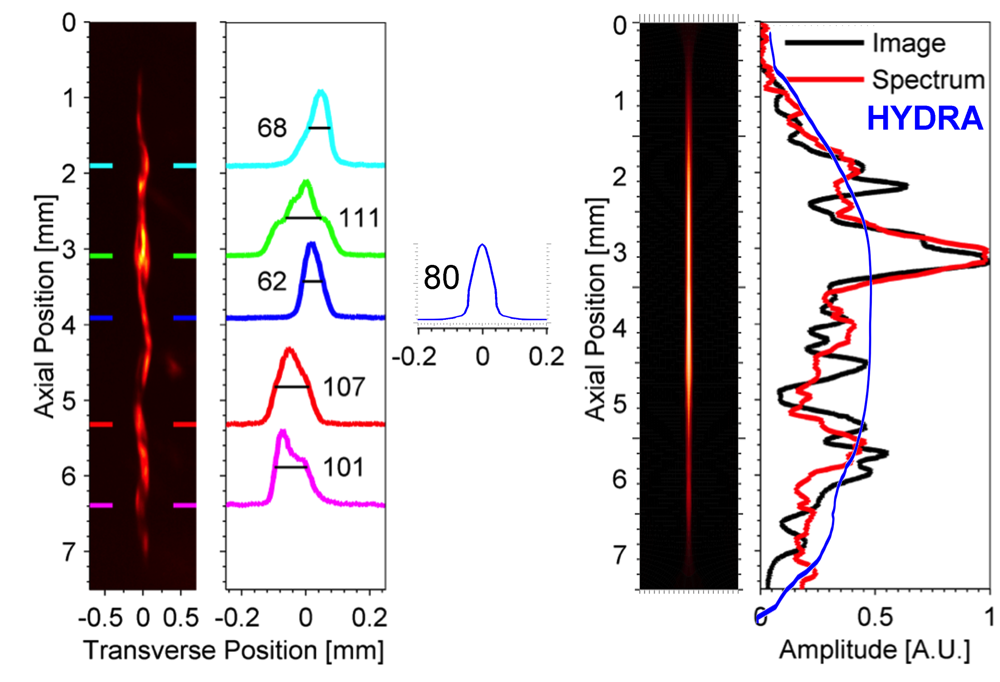 0
1
2
3
4
5
6
7
Axial Position [mm]
-0.5 0 0.5
68
111
62
107
101
-0.2 0 0.2
Transverse Position [mm]
80
-0.2 0 0.2
0
1
2
3
4
5
6
7
Axial Position [mm]
Image
Spectrum
HYDRA
0 0.5 1
Amplitude [A.U.]